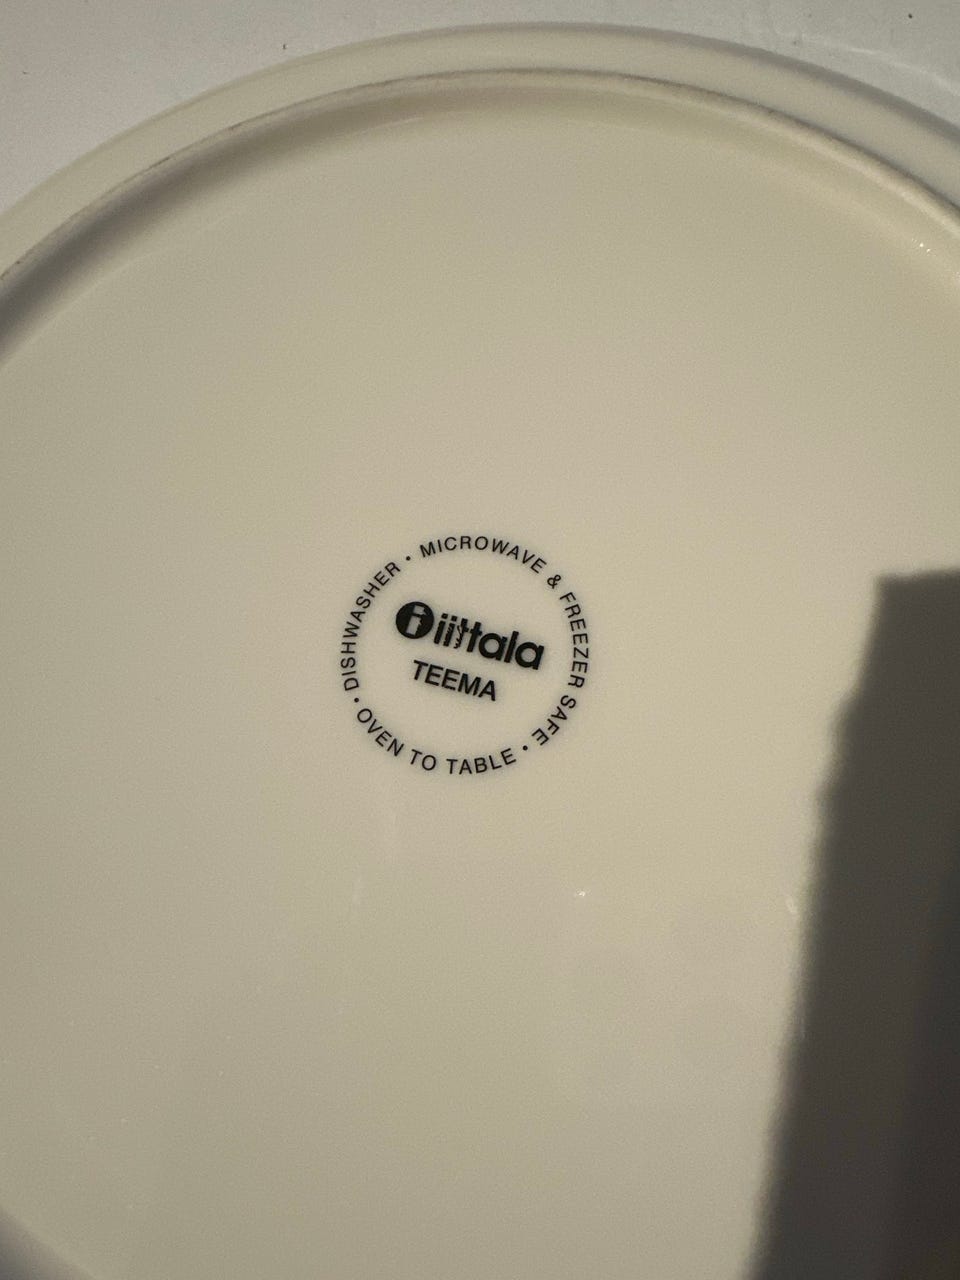 DISHWASHER • MICROWAVE & FREEZER SAFE • OVEN TO TABLE •
i iittala
TEEMA